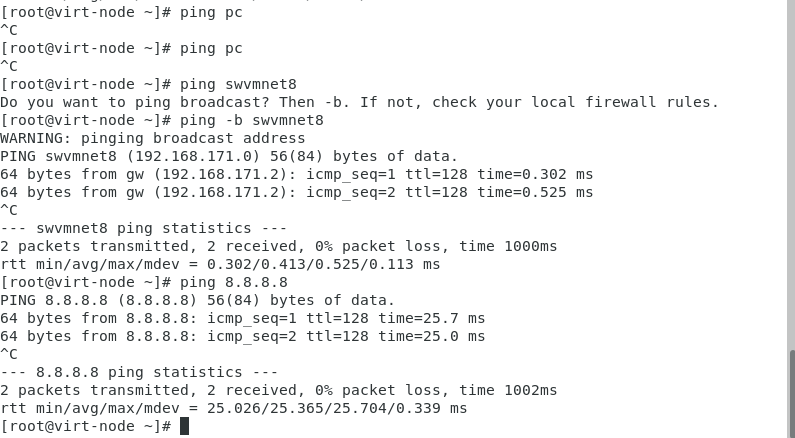 [root@virt-node ~]# ping pc
^C
[root@virt-node ~]# ping pc
^C
[root@virt-node ~]# ping swvmnet8
Do you want to ping broadcast? Then -b. If not, check your local firewall rules.
[root@virt-node ~]# ping -b swvmnet8
WARNING: pinging broadcast address
PING swvmnet8 (192.168.171.0) 56(84) bytes of data.
64 bytes from gw (192.168.171.2): icmp_seq=1 ttl=128 time=0.302 ms
64 bytes from gw (192.168.171.2): icmp_seq=2 ttl=128 time=0.525 ms
^C
--- swvmnet8 ping statistics ---
2 packets transmitted, 2 received, 0% packet loss, time 1000ms
rtt min/avg/max/mdev = 0.302/0.413/0.525/0.113 ms
[root@virt-node ~]# ping 8.8.8.8
PING 8.8.8.8 (8.8.8.8) 56(84) bytes of data.
64 bytes from 8.8.8.8: icmp_seq=1 ttl=128 time=25.7 ms
64 bytes from 8.8.8.8: icmp_seq=2 ttl=128 time=25.0 ms
^C
--- 8.8.8.8 ping statistics ---
2 packets transmitted, 2 received, 0% packet loss, time 1002ms
rtt min/avg/max/mdev = 25.026/25.365/25.704/0.339 ms
[root@virt-node ~]#